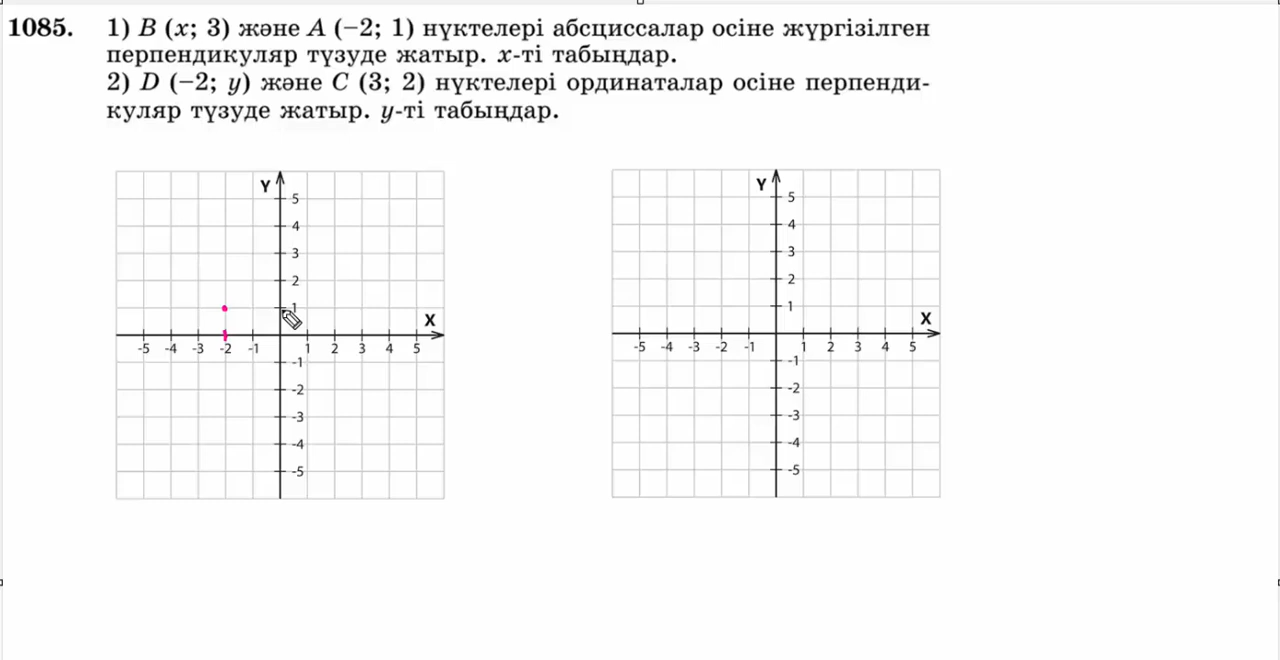 1085. 1) B (x; 3) және A (−2; 1) нүктелері абсциссалар осіне жүргізілген
перпендикуляр түзуде жатыр. x-ті табыңдар.
2) D (−2; y) және C (3; 2) нүктелері ординаталар осіне перпенди-
куляр түзуде жатыр. y-ті табыңдар.
Y
5
4
3
2
1
X
-5 -4 -3 -2 -1 1 2 3 4 5
-1
-2
-3
-4
-5
Y
5
4
3
2
1
X
-5 -4 -3 -2 -1 1 2 3 4 5
-1
-2
-3
-4
-5